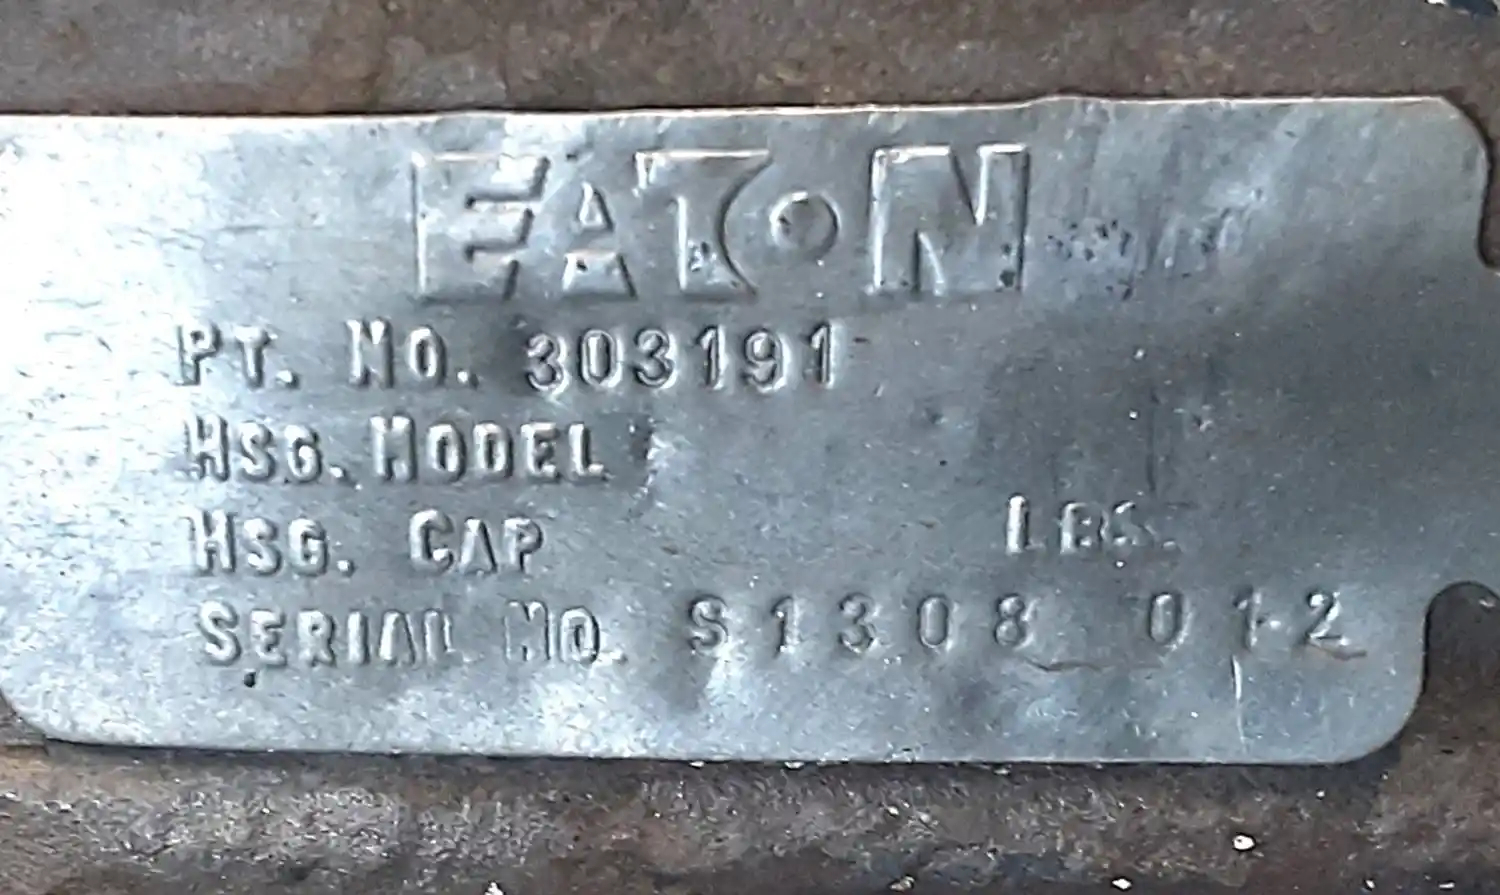 EATON
PT. NO. 303191
HSG. MODEL
HSG. CAP LBS.
SERIAL NO. S1308 012